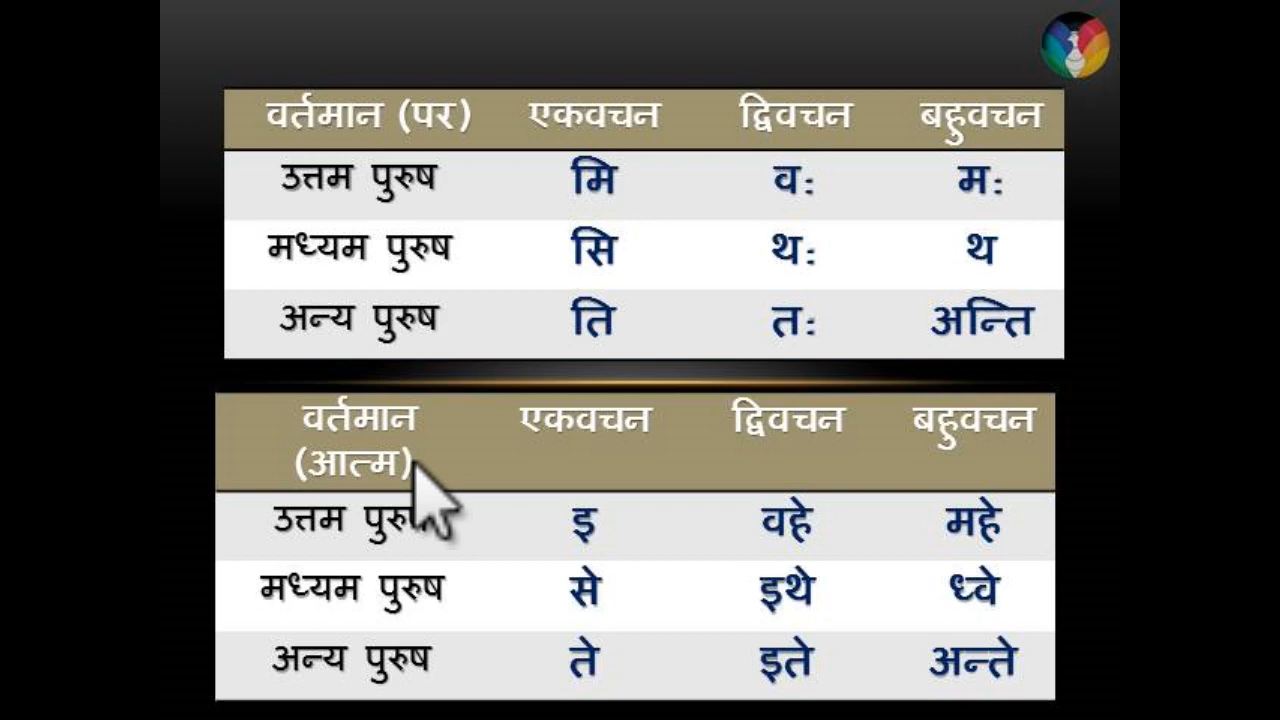 वर्तमान (पर) एकवचन द्विवचन बहुवचन
उत्तम पुरुष मि व: म:
मध्यम पुरुष सि थ: थ
अन्य पुरुष ति त: अन्ति
वर्तमान एकवचन द्विवचन बहुवचन
(आत्म)
उत्तम इ वहे महे
मध्यम पुरुष से इथे ध्वे
अन्य पुरुष ते इते अन्ते